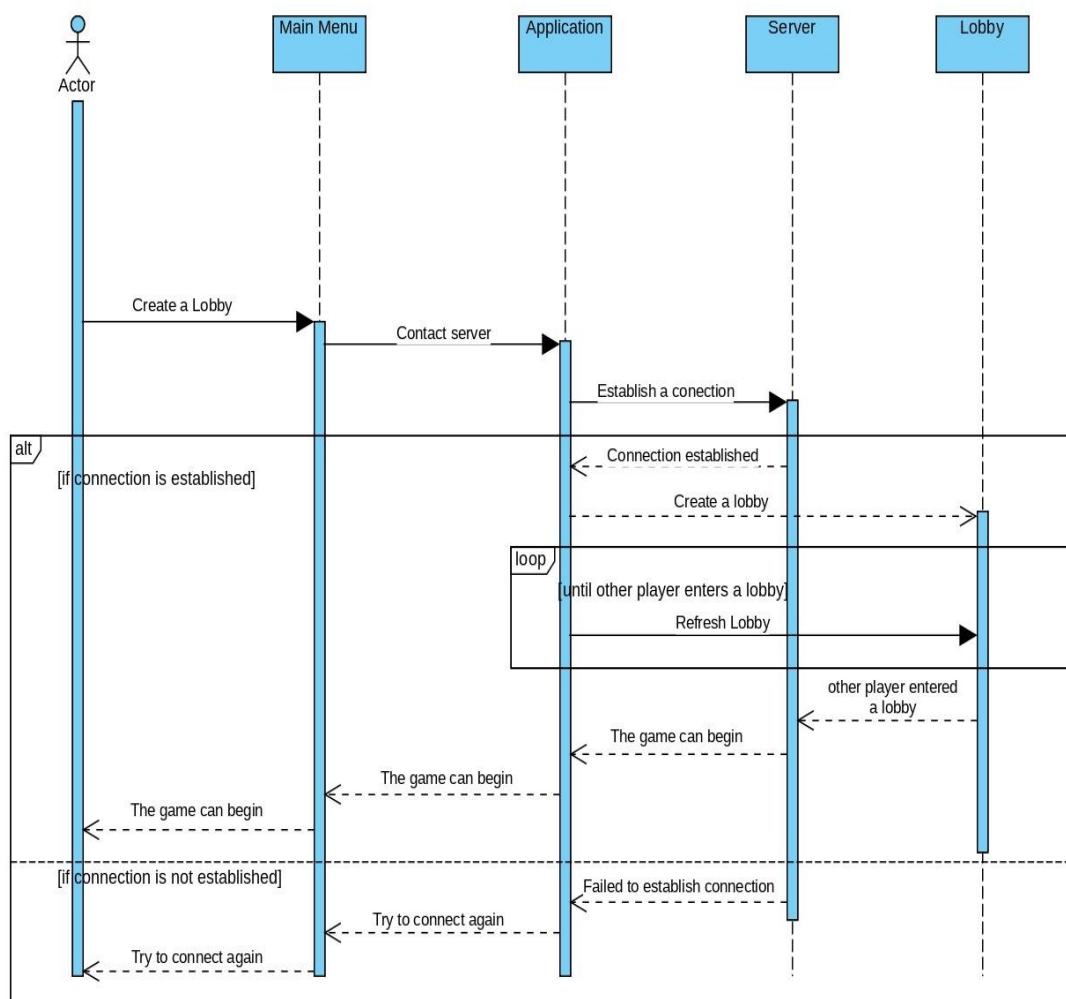 Main Menu
Application
Server
Lobby
Actor
Create a Lobby
Contact server
Establish a conection
alt
Connection established
[if connection is established]
Create a lobby
loop
[until other player enters a lobby]
Refresh Lobby
other player entered
a lobby
The game can begin
The game can begin
The game can begin
[if connection is not established]
Failed to establish connection
Try to connect again
Try to connect again